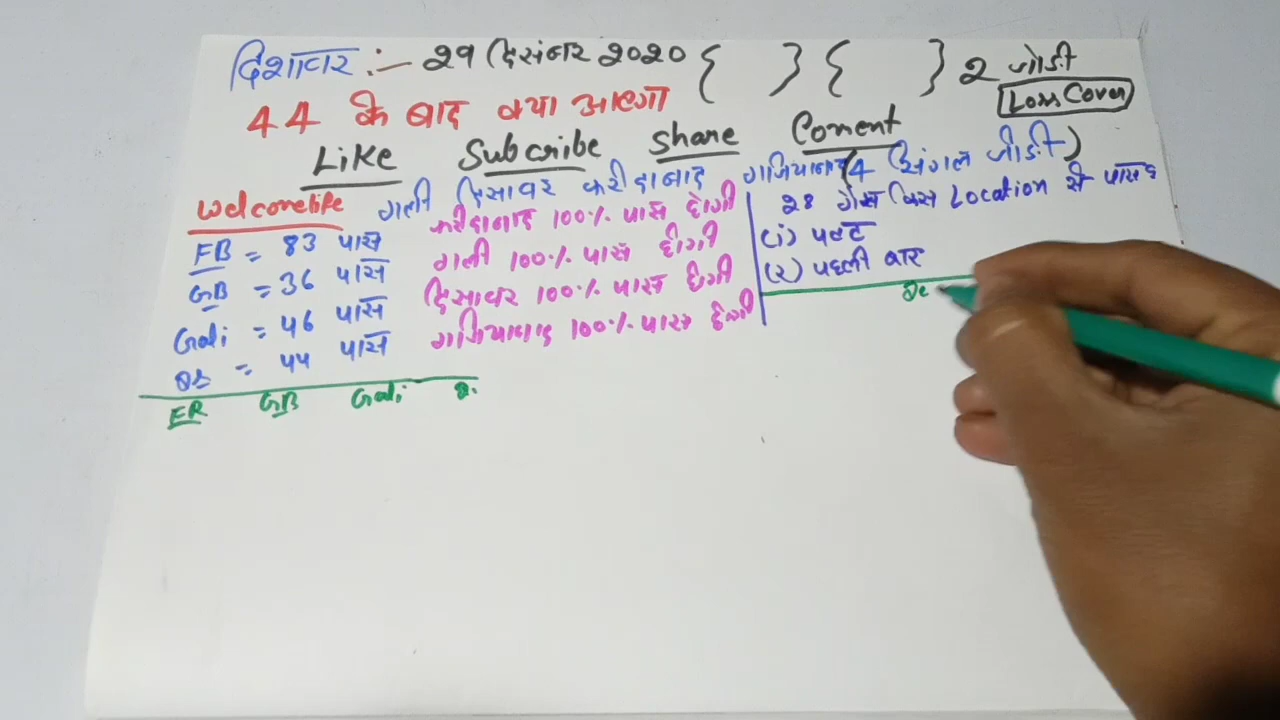 दिशावर :- 29 दिसंबर 2020 { } { } 2 जोडी
44 के बाद क्या आएगा
Loss Cover
Like Subcribe Share Coment
गली दिसावर फरीदाबाद गाजियाबाद (4 सिंगल जोडी)
Welcomelife
FB = 83 पास
GB = 36 पास
Gali = 46 पास
DS = 44 पास
फरीदाबाद 100% पास होगी
गली 100% पास होगी
दिसावर 100% पास होगी
गाजियाबाद 100% पास होगी
28 गेस किस Location से पास
(1) पलट
(2) पहली बार
FR GB Gali